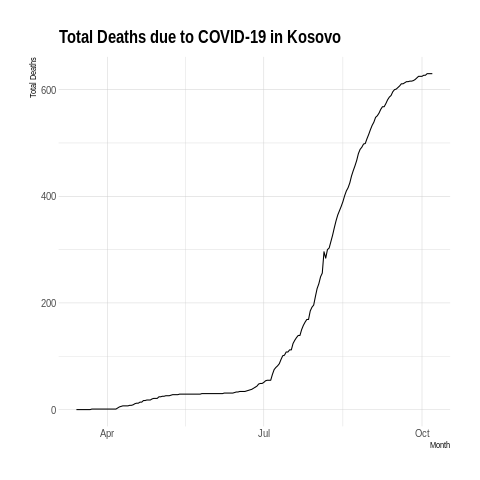 Total Deaths due to COVID-19 in Kosovo
Total Deaths
600
400
200
0
Apr
Jul
Oct
Month